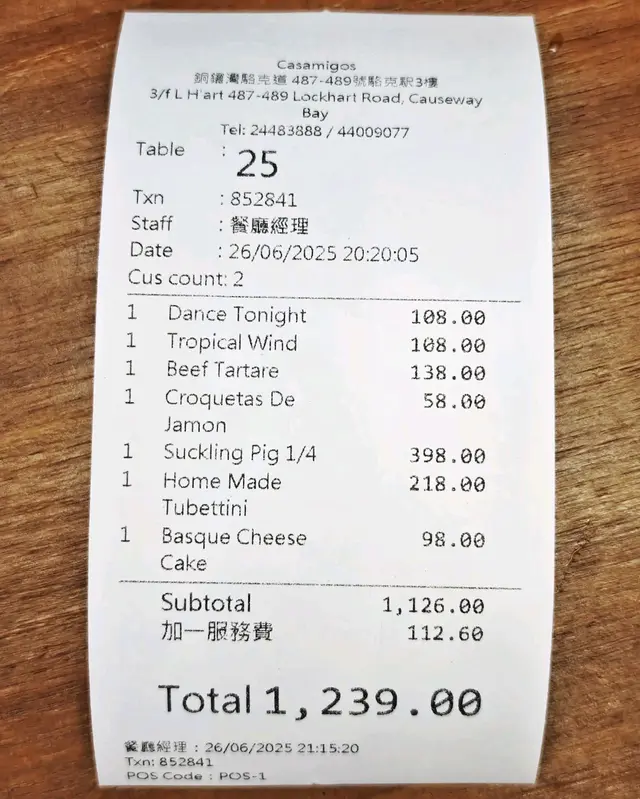 Casamigos
銅鑼灣駱克道 487-489號駱克駅3樓
3/f L H'art 487-489 Lockhart Road, Causeway
Bay
Tel: 24483888 / 44009077
Table : 25
Txn : 852841
Staff : 餐廳經理
Date : 26/06/2025 20:20:05
Cus count: 2
1 Dance Tonight 108.00
1 Tropical Wind 108.00
1 Beef Tartare 138.00
1 Croquetas De 58.00
Jamon
1 Suckling Pig 1/4 398.00
1 Home Made 218.00
Tubettini
1 Basque Cheese 98.00
Cake
Subtotal 1,126.00
加一服務費 112.60
Total 1,239.00
餐廳經理 : 26/06/2025 21:15:20
Txn: 852841
POS Code : POS-1